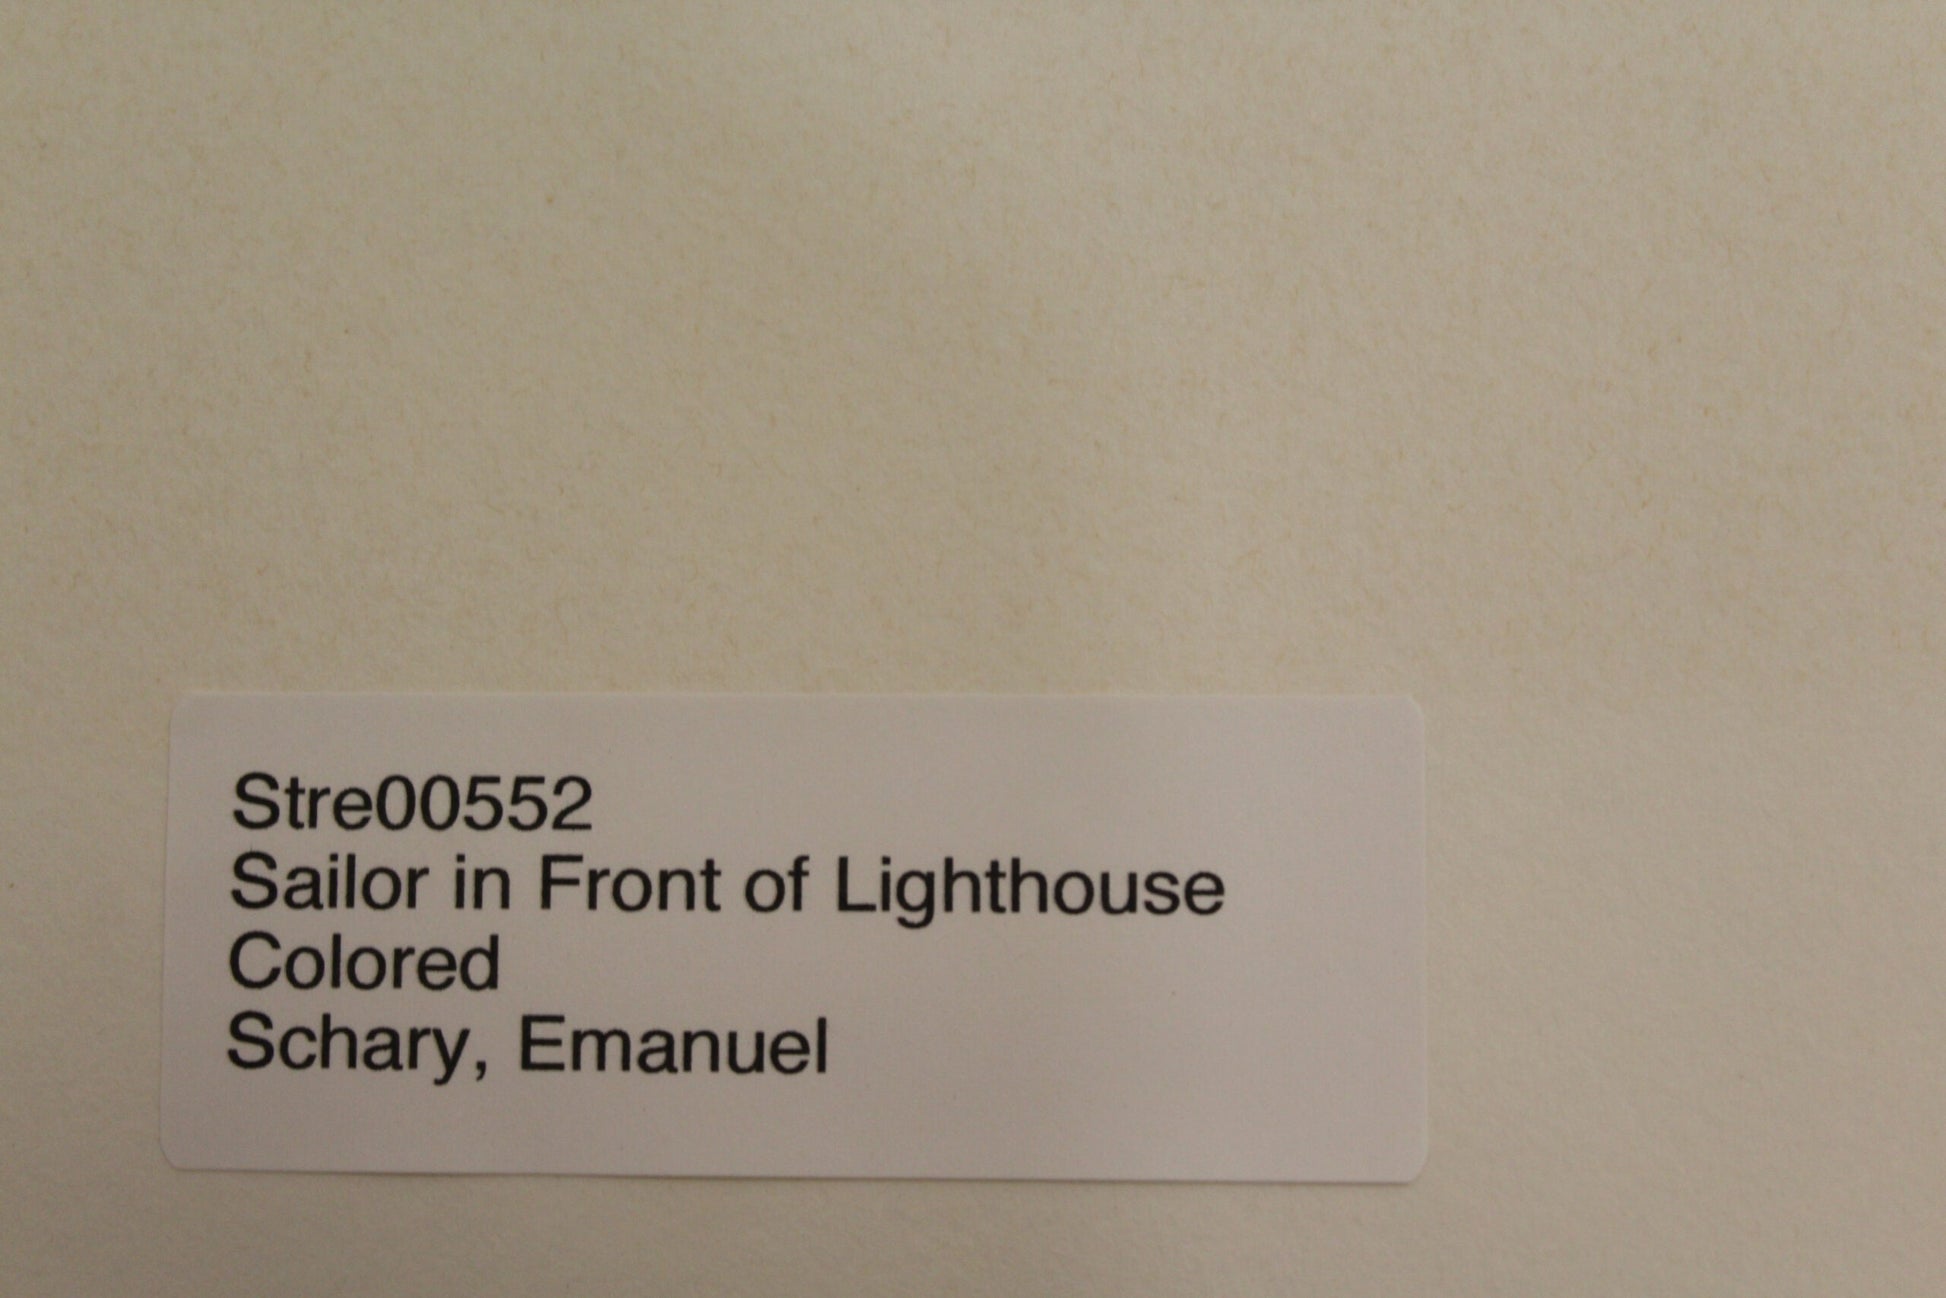 Stre00552
Sailor in Front of Lighthouse
Colored
Schary, Emanuel